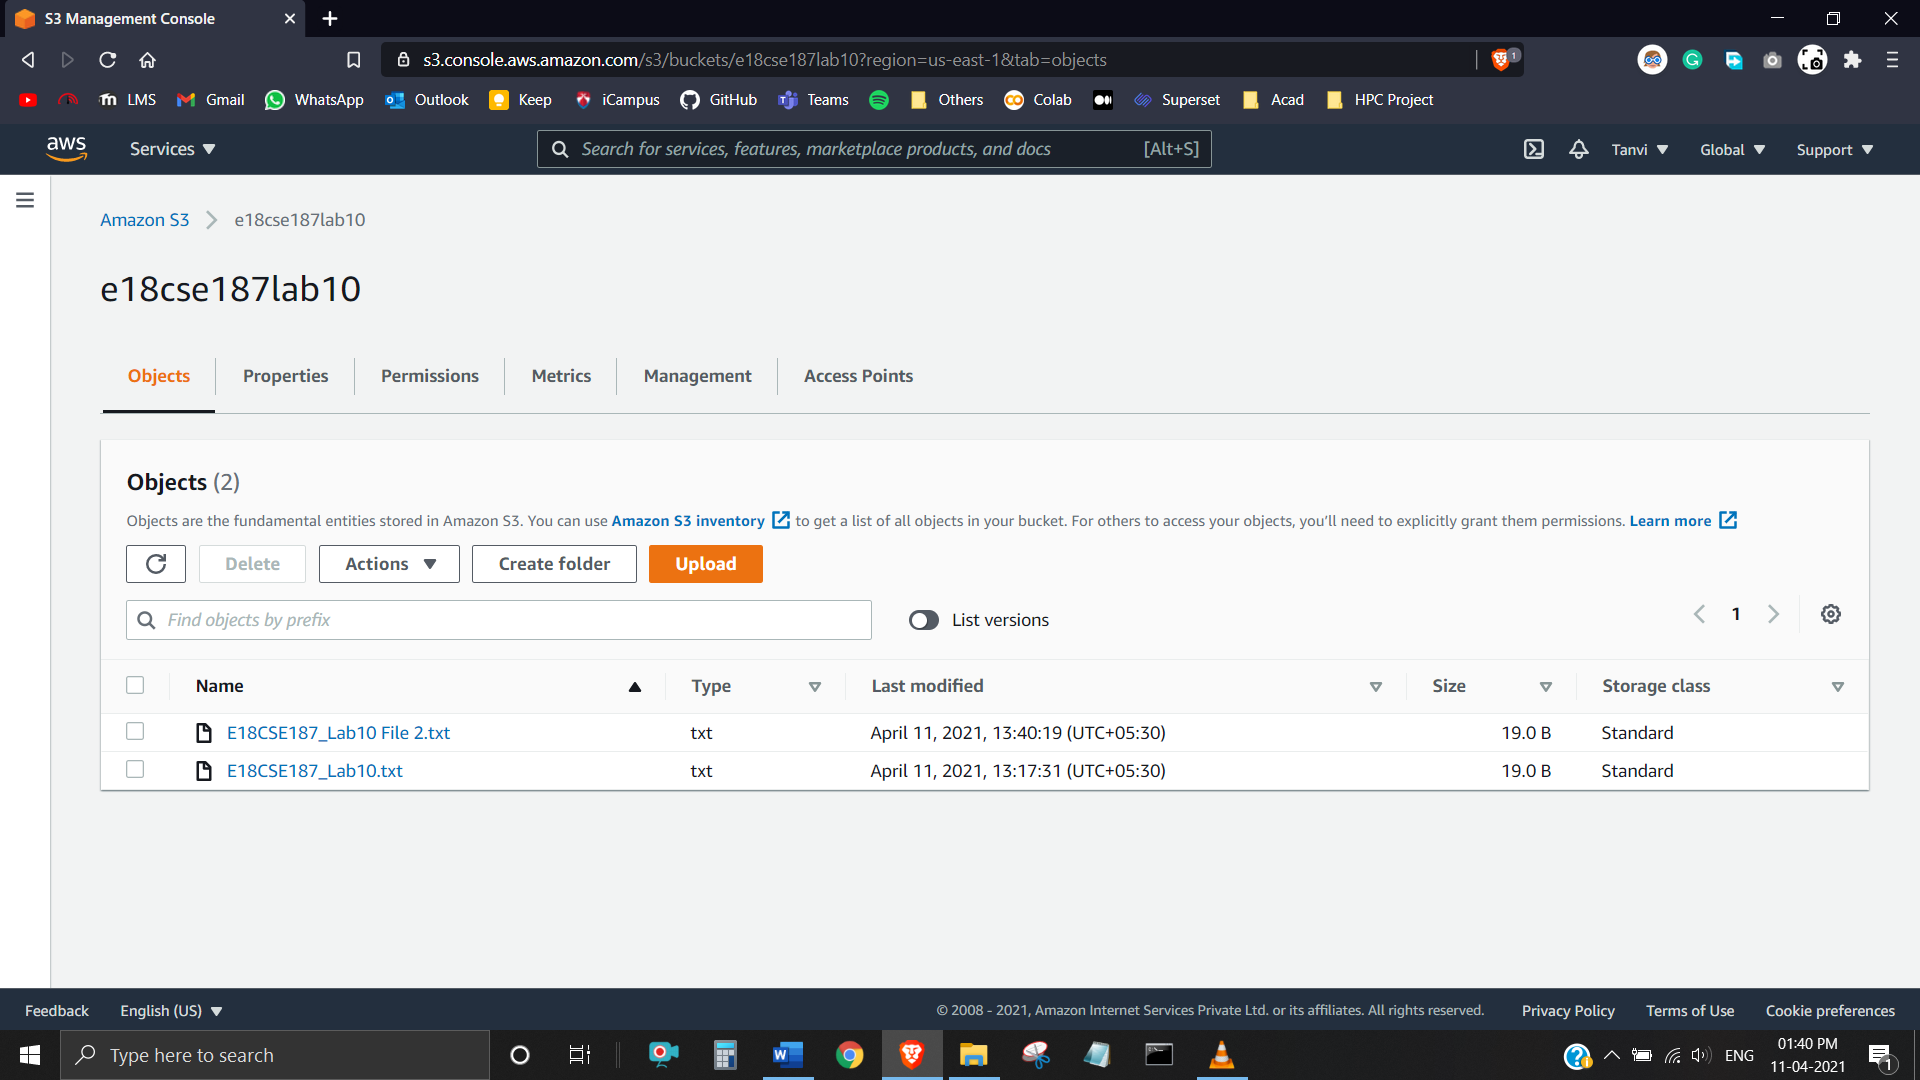 S3 Management Console
s3.console.aws.amazon.com/s3/buckets/e18cse187lab10?region=us-east-1&tab=objects
1
LMS Gmail WhatsApp Outlook Keep iCampus GitHub Teams Others Colab Superset Acad HPC Project
aws Services Search for services, features, marketplace products, and docs [Alt+S] Tanvi Global Support
Amazon S3 e18cse187lab10
e18cse187lab10
Objects Properties Permissions Metrics Management Access Points
Objects (2)
Objects are the fundamental entities stored in Amazon S3. You can use Amazon S3 inventory to get a list of all objects in your bucket. For others to access your objects, you’ll need to explicitly grant them permissions. Learn more
Delete Actions Create folder Upload
Find objects by prefix List versions 1
Name Type Last modified Size Storage class
E18CSE187_Lab10 File 2.txt txt April 11, 2021, 13:40:19 (UTC+05:30) 19.0 B Standard
E18CSE187_Lab10.txt txt April 11, 2021, 13:17:31 (UTC+05:30) 19.0 B Standard
Feedback English (US) © 2008 - 2021, Amazon Internet Services Private Ltd. or its affiliates. All rights reserved. Privacy Policy Terms of Use Cookie preferences
Type here to search ENG 01:40 PM
11-04-2021 1